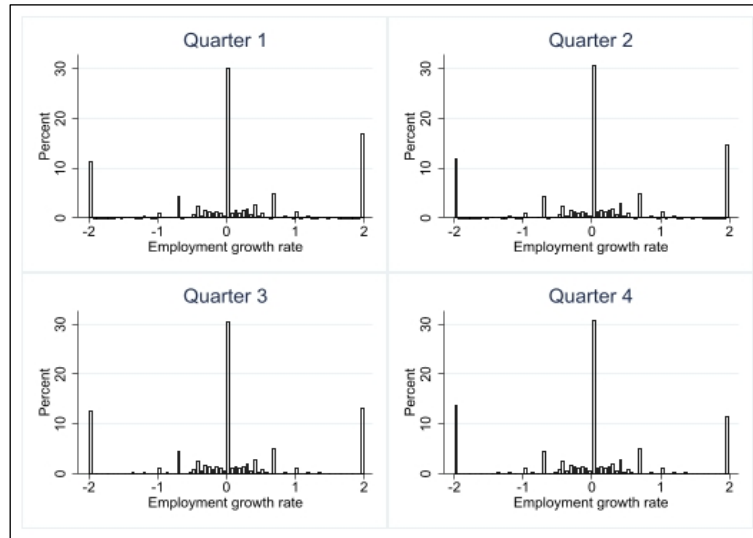 Quarter 1
Percent
30
20
10
0
-2 -1 0 1 2
Employment growth rate
Quarter 2
Percent
30
20
10
0
-2 -1 0 1 2
Employment growth rate
Quarter 3
Percent
30
20
10
0
-2 -1 0 1 2
Employment growth rate
Quarter 4
Percent
30
20
10
0
-2 -1 0 1 2
Employment growth rate